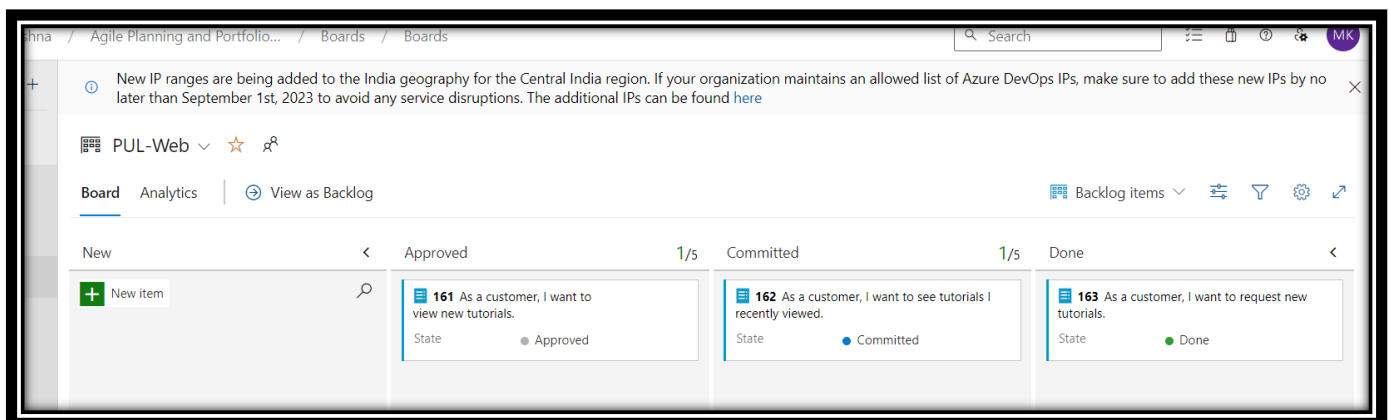 shna / Agile Planning and Portfolio... / Boards / Boards
Search
MK
New IP ranges are being added to the India geography for the Central India region. If your organization maintains an allowed list of Azure DevOps IPs, make sure to add these new IPs by no
later than September 1st, 2023 to avoid any service disruptions. The additional IPs can be found here
PUL-Web
Board Analytics View as Backlog
Backlog items
New
Approved 1/5
Committed 1/5
Done
New item
161 As a customer, I want to
view new tutorials.
State Approved
162 As a customer, I want to see tutorials I
recently viewed.
State Committed
163 As a customer, I want to request new
tutorials.
State Done